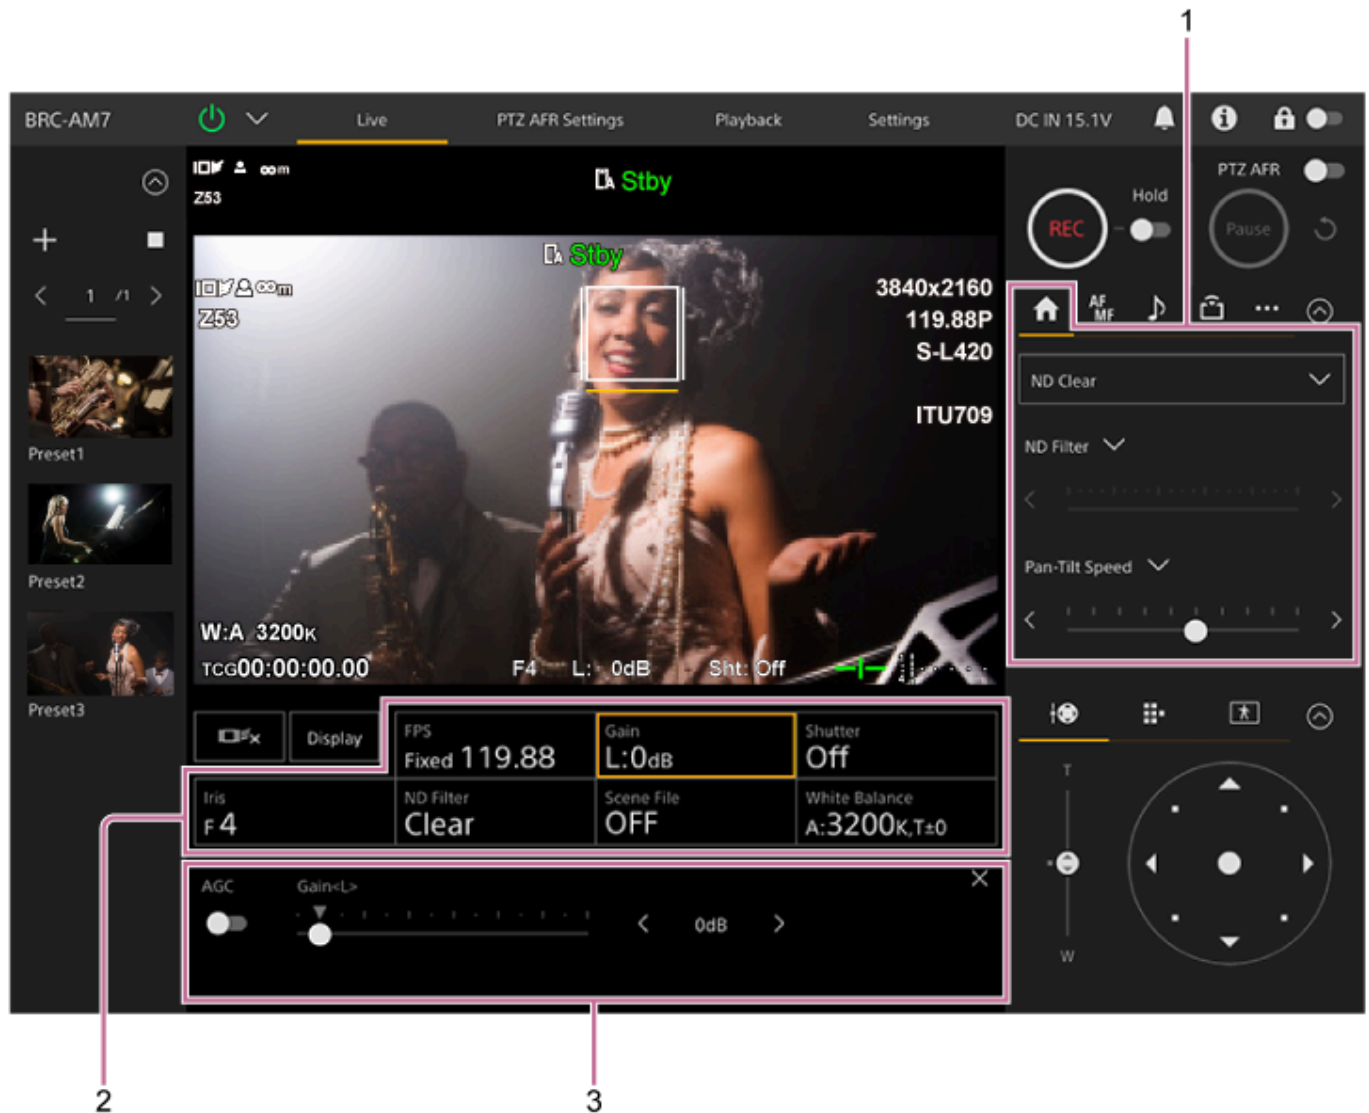 1
BRC-AM7
Live
PTZ AFR Settings
Playback
Settings
DC IN 15.1V
Z53
A Stby
REC
Hold
PTZ AFR
Pause
1 /1
A Stby
Z53
3840x2160
119.88P
S-L420
ITU709
AF
MF
ND Clear
ND Filter
Pan-Tilt Speed
Preset1
Preset2
Preset3
W:A 3200K
TCG00:00:00.00
F4 L: 0dB Sht: Off
Display
FPS
Fixed 119.88
Gain
L:0dB
Shutter
Off
Iris
F 4
ND Filter
Clear
Scene File
OFF
White Balance
A:3200K,T±0
T
W
AGC
Gain<L>
0dB
2
3